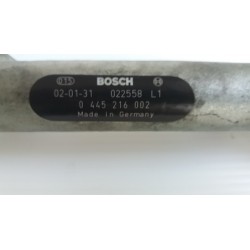 BOSCH
02-01-31 022558 L1
0 445 216 002
Made in Germany